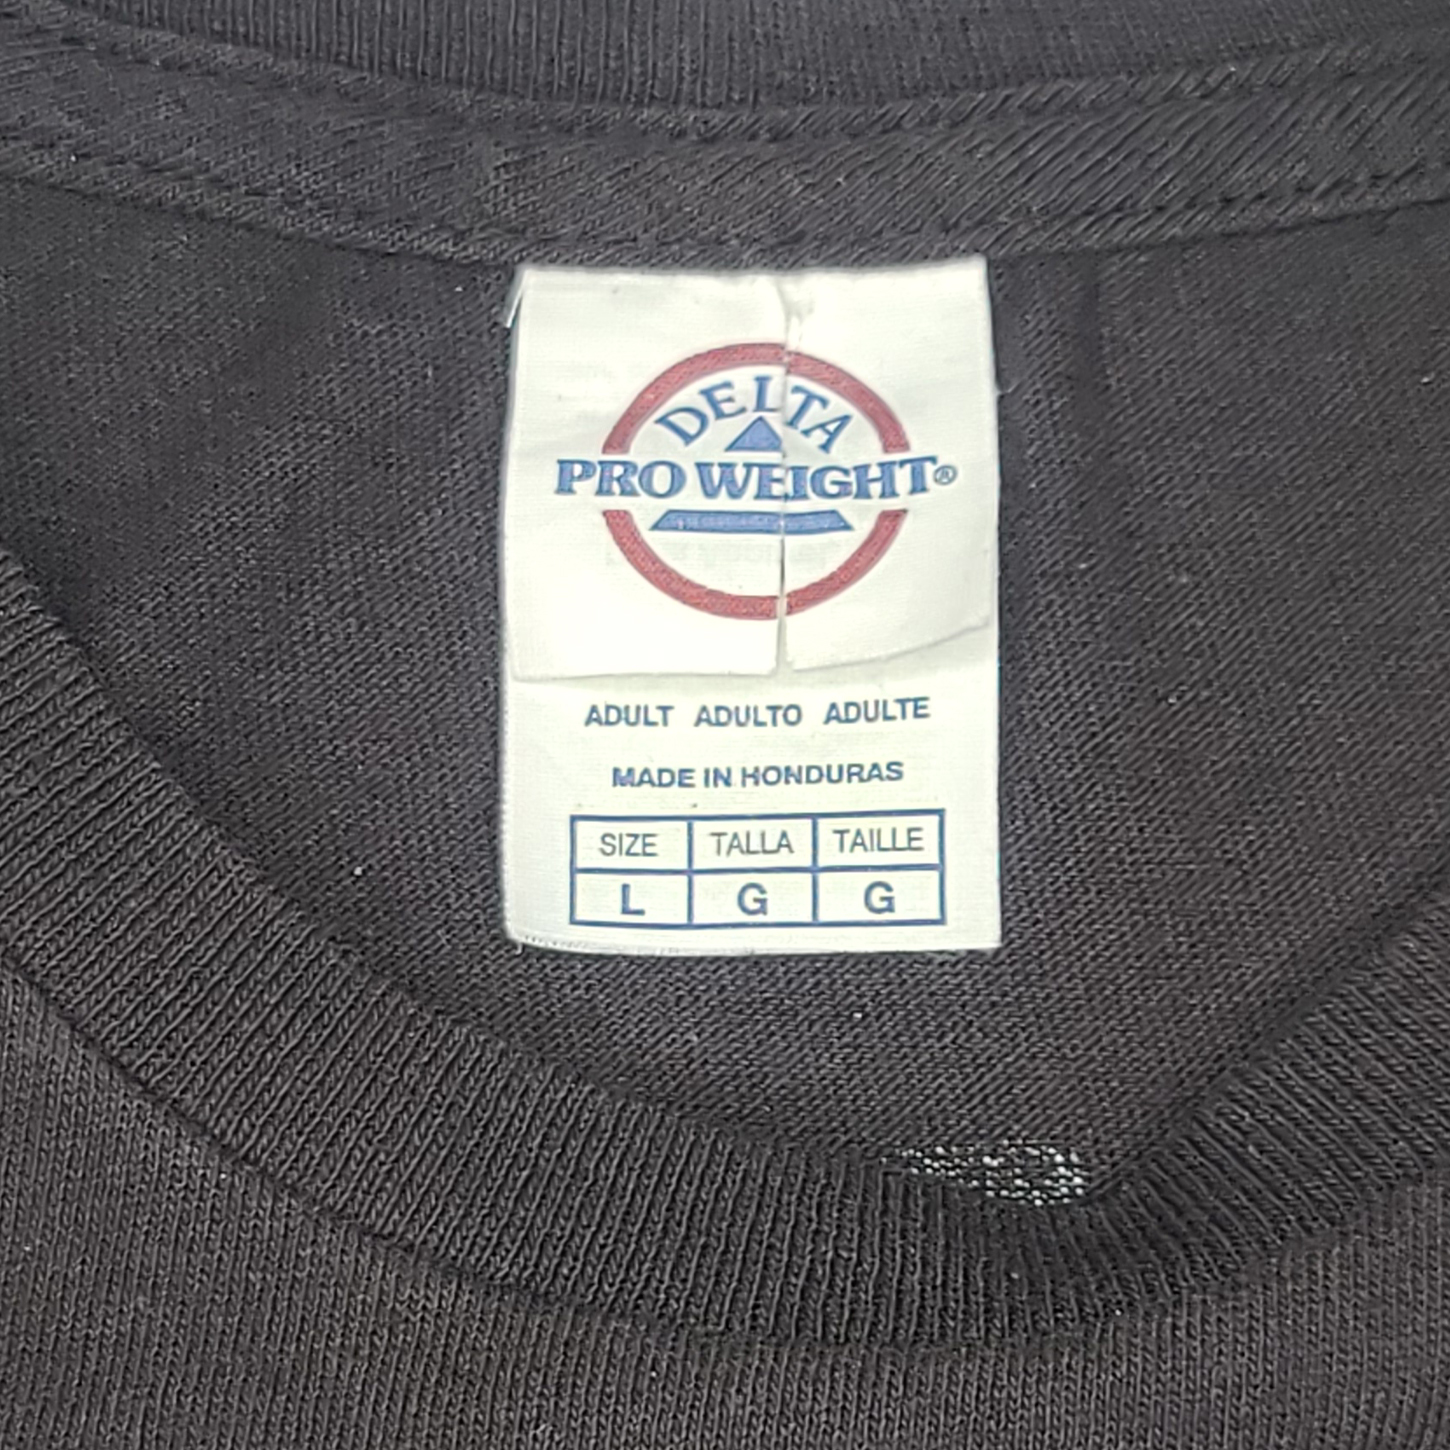 DELTA
PRO WEIGHT®
ADULT ADULTO ADULTE
MADE IN HONDURAS
SIZE TALLA TAILLE
L G G